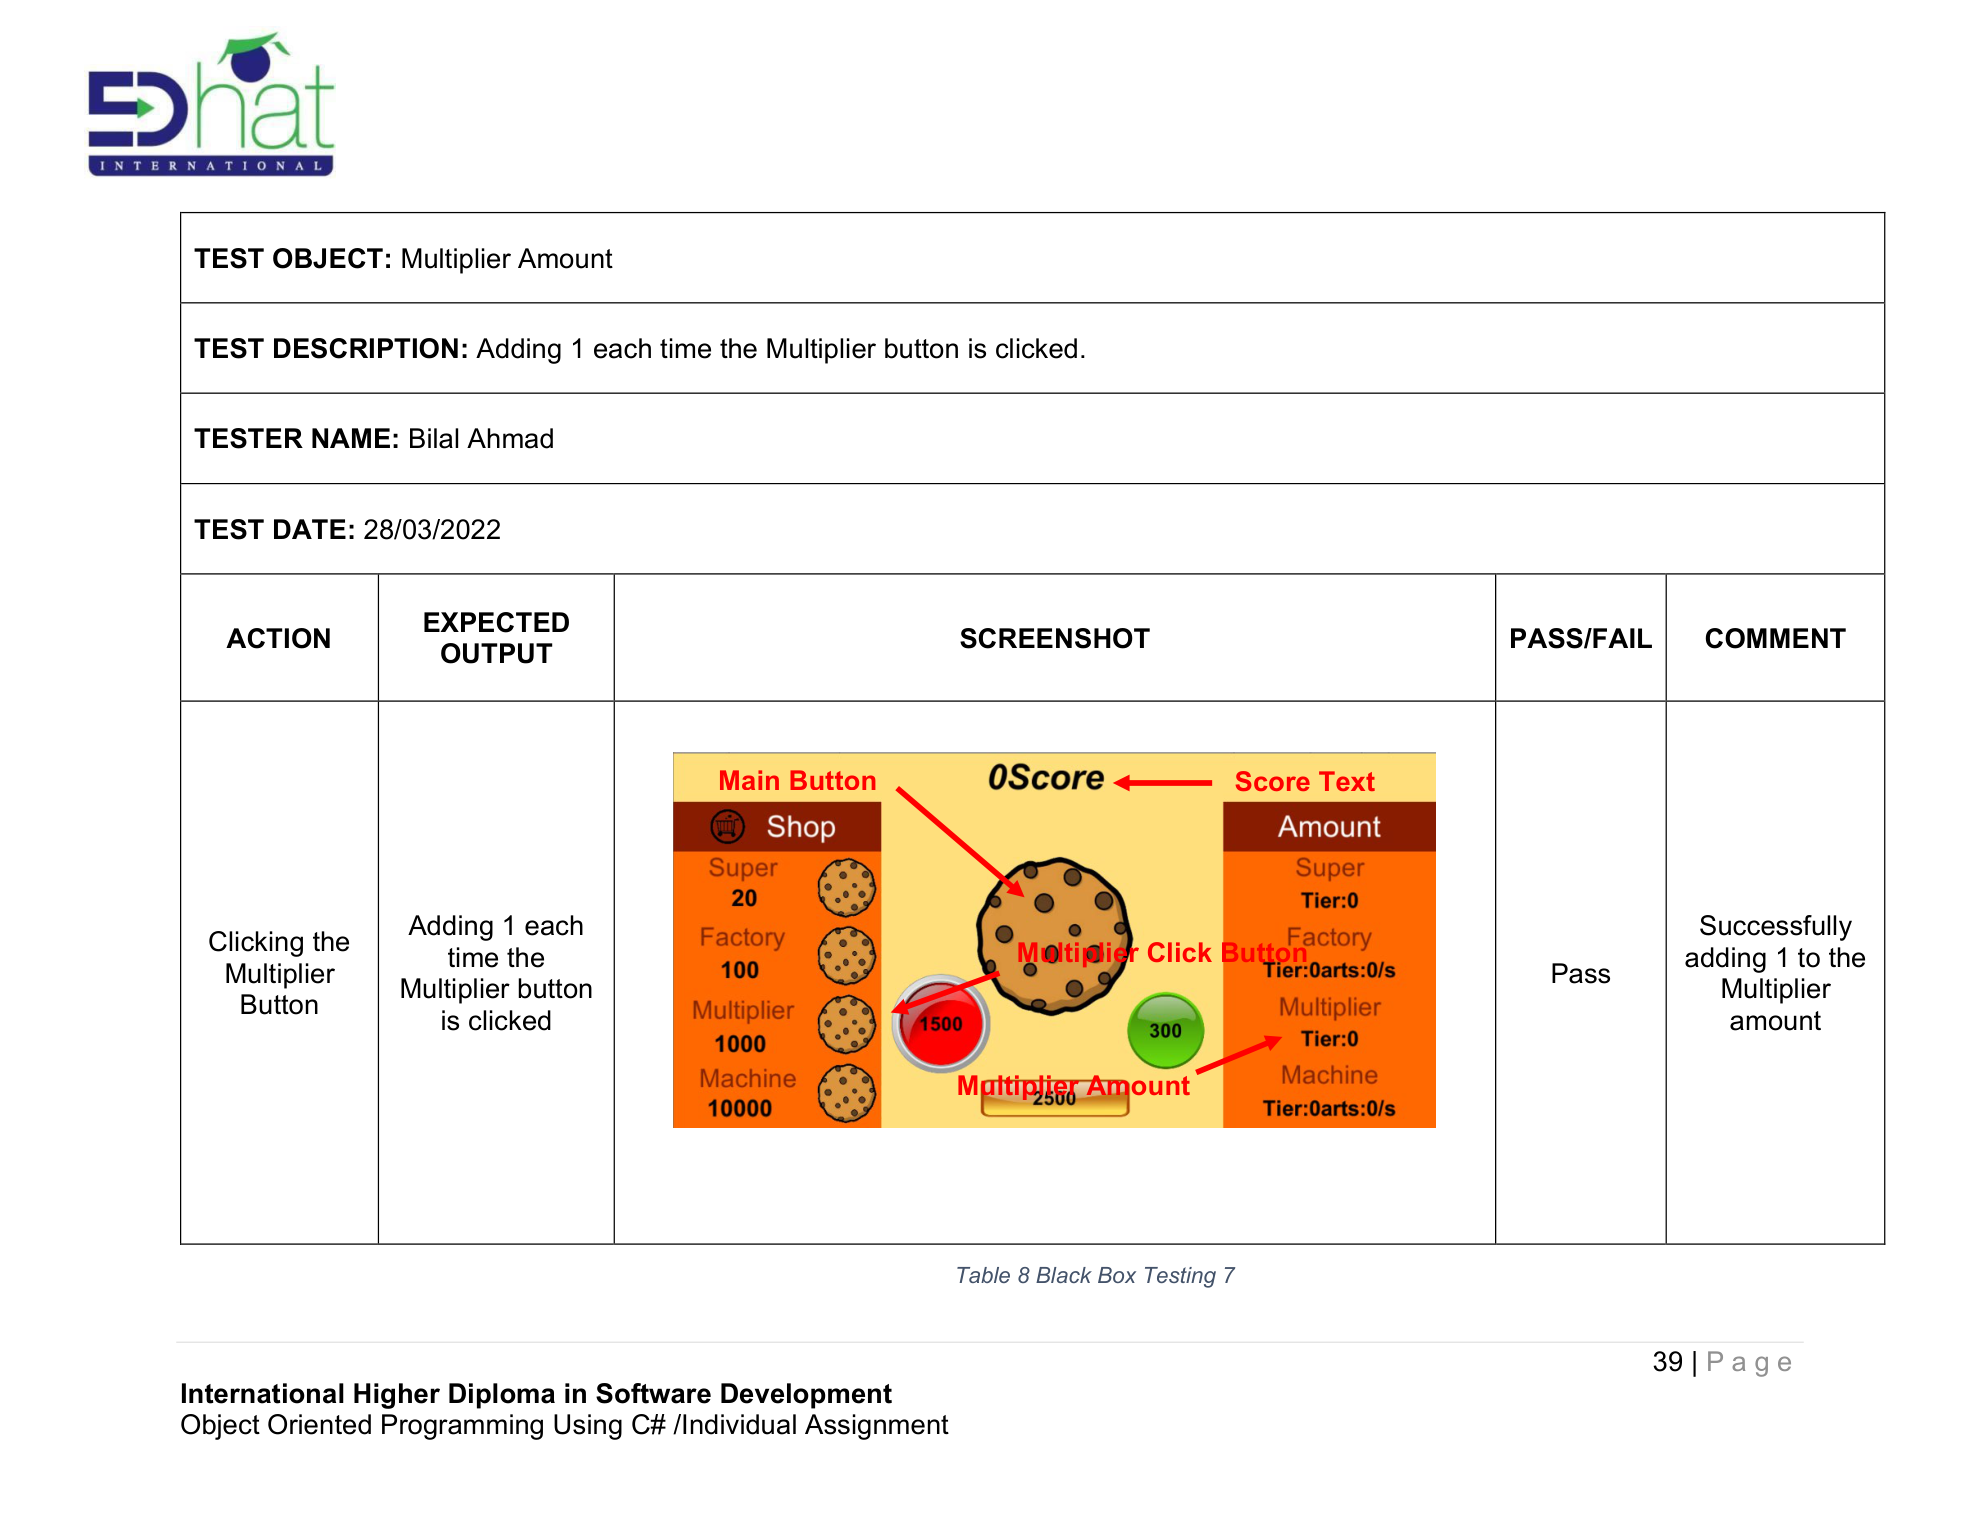 EDhat
INTERNATIONAL
TEST OBJECT: Multiplier Amount
TEST DESCRIPTION: Adding 1 each time the Multiplier button is clicked.
TESTER NAME: Bilal Ahmad
TEST DATE: 28/03/2022
ACTION
EXPECTED
OUTPUT
SCREENSHOT
PASS/FAIL
COMMENT
Clicking the
Multiplier
Button
Adding 1 each
time the
Multiplier button
is clicked
Main Button
0Score
Score Text
Shop
Super
20
Factory
100
Multiplier
1000
Machine
10000
Multiplier Click Button
1500
300
Multiplier Amount
2500
Amount
Super
Tier:0
Factory
Tier:0arts:0/s
Multiplier
Tier:0
Machine
Tier:0arts:0/s
Pass
Successfully
adding 1 to the
Multiplier
amount
Table 8 Black Box Testing 7
39 | Page
International Higher Diploma in Software Development
Object Oriented Programming Using C# /Individual Assignment